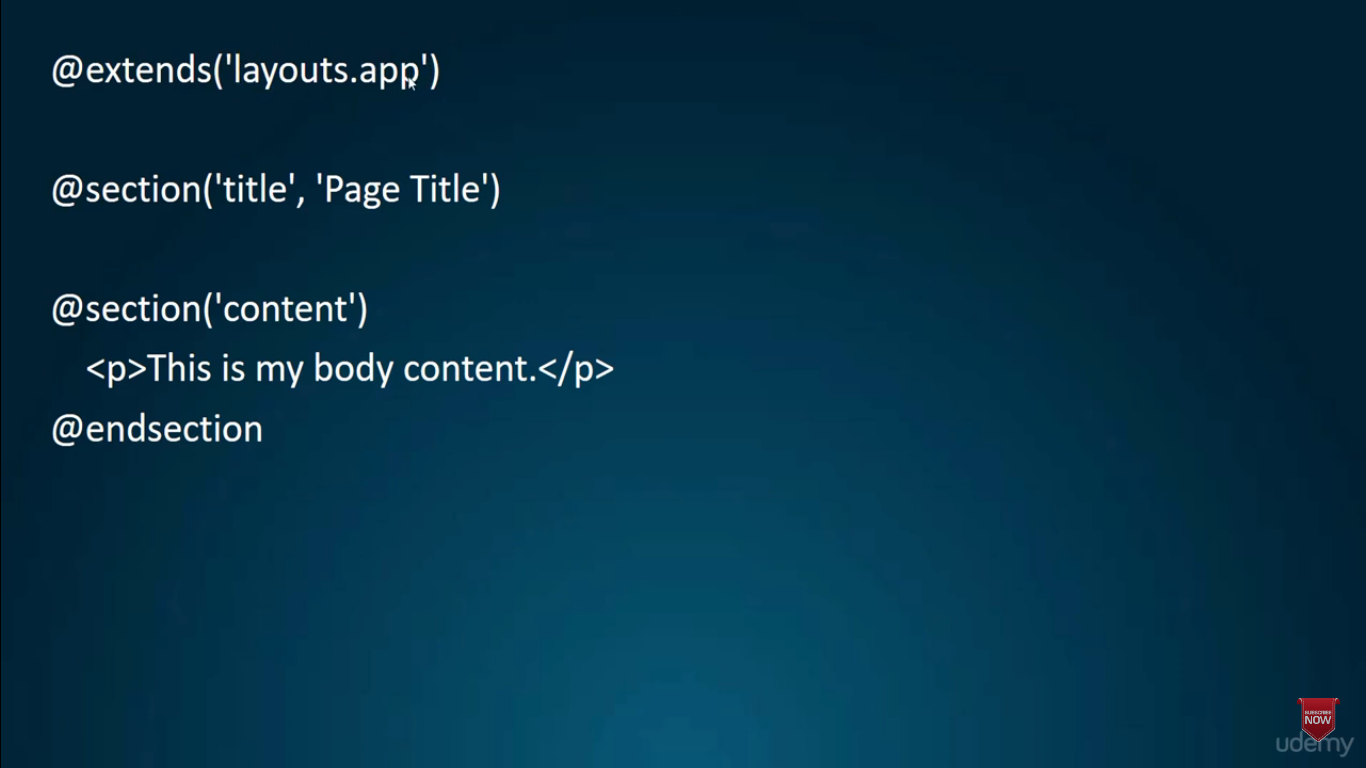 @extends('layouts.app')
@section('title', 'Page Title')
@section('content')
<p>This is my body content.</p>
@endsection
SUBSCRIBE
NOW
udemy